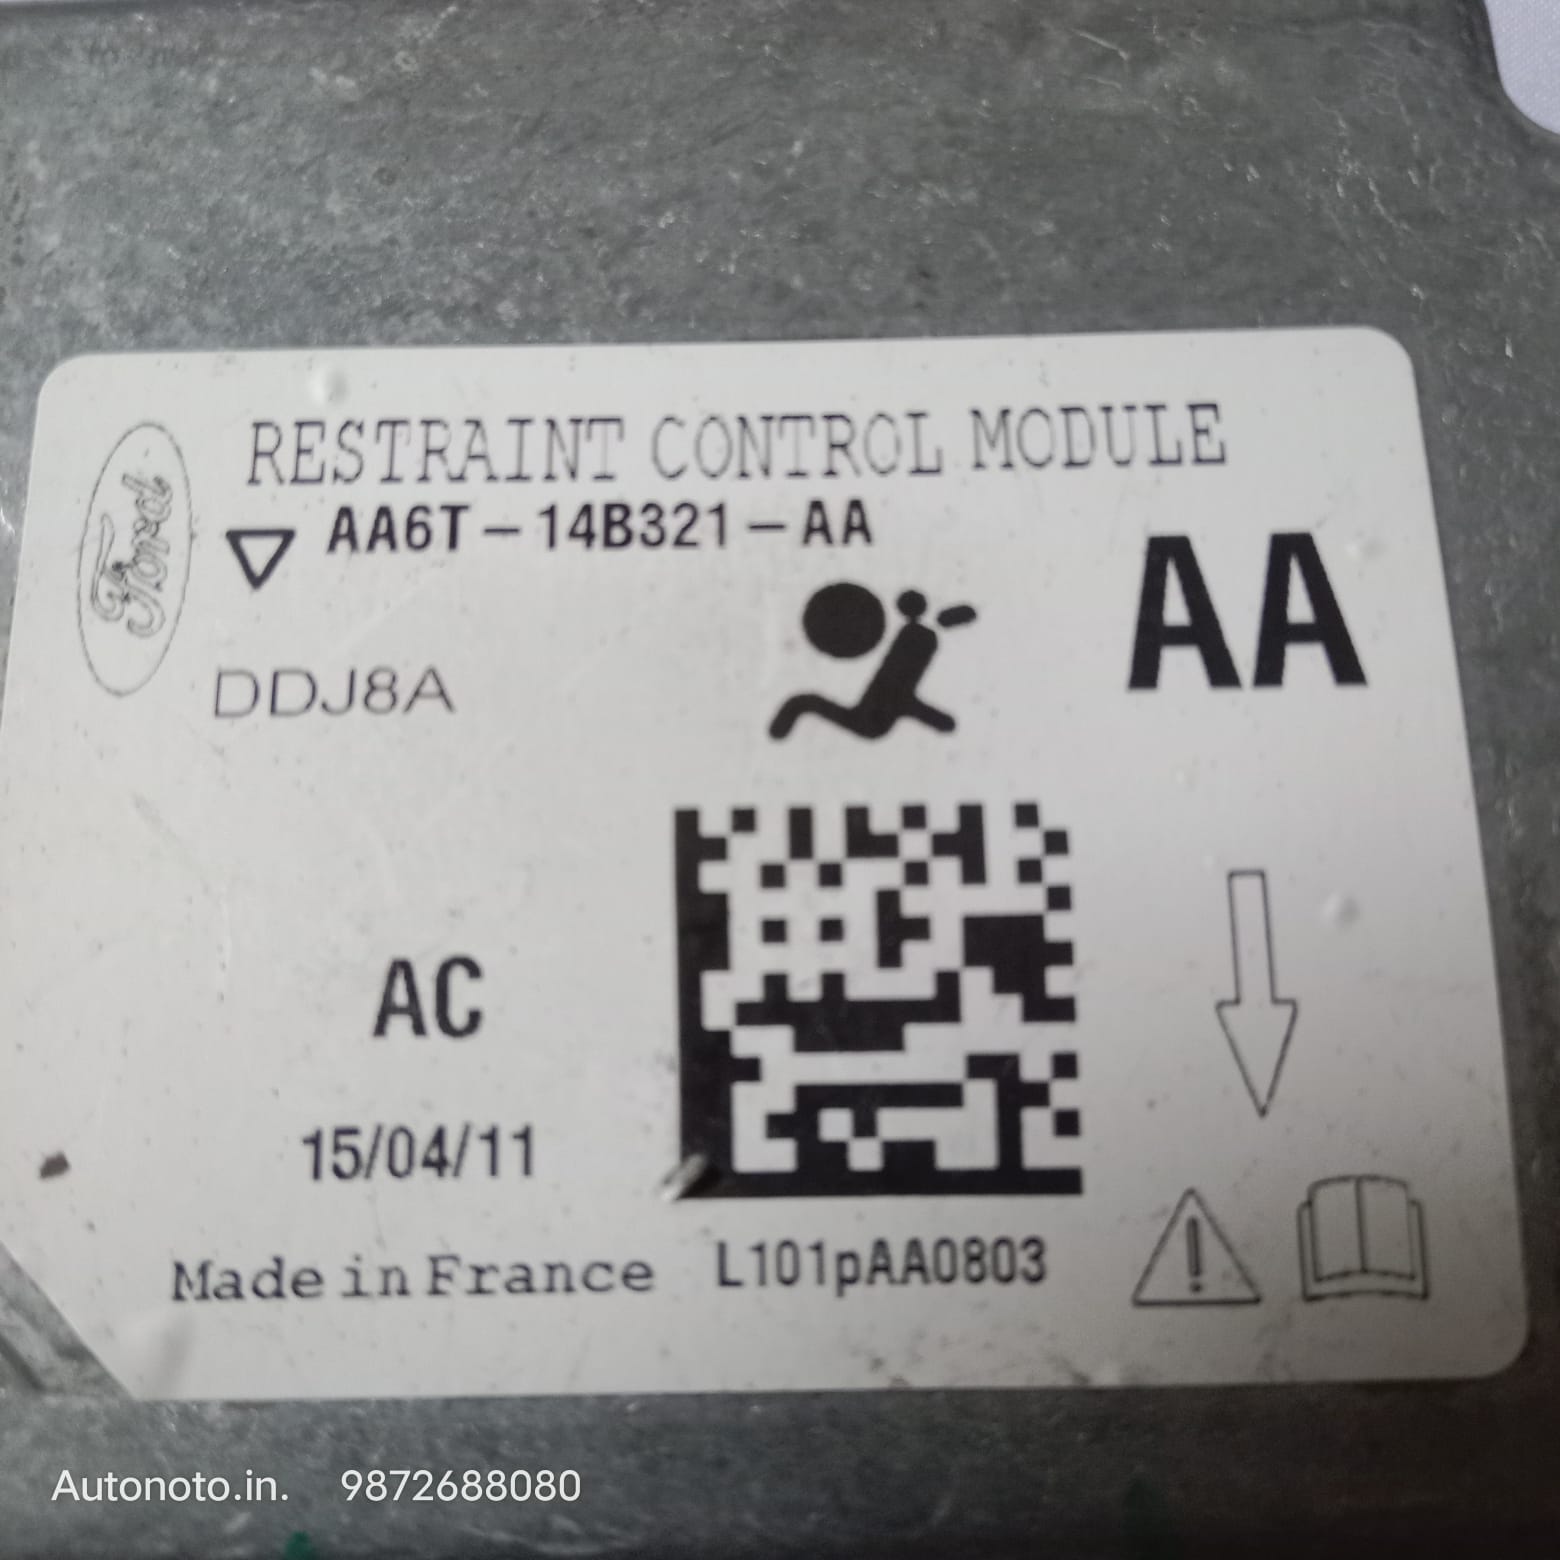 Ford
RESTRAINT CONTROL MODULE
AA6T-14B321-AA
AA
DDJ8A
AC
15/04/11
Made in France
L101pAA0803
Autonoto.in. 9872688080